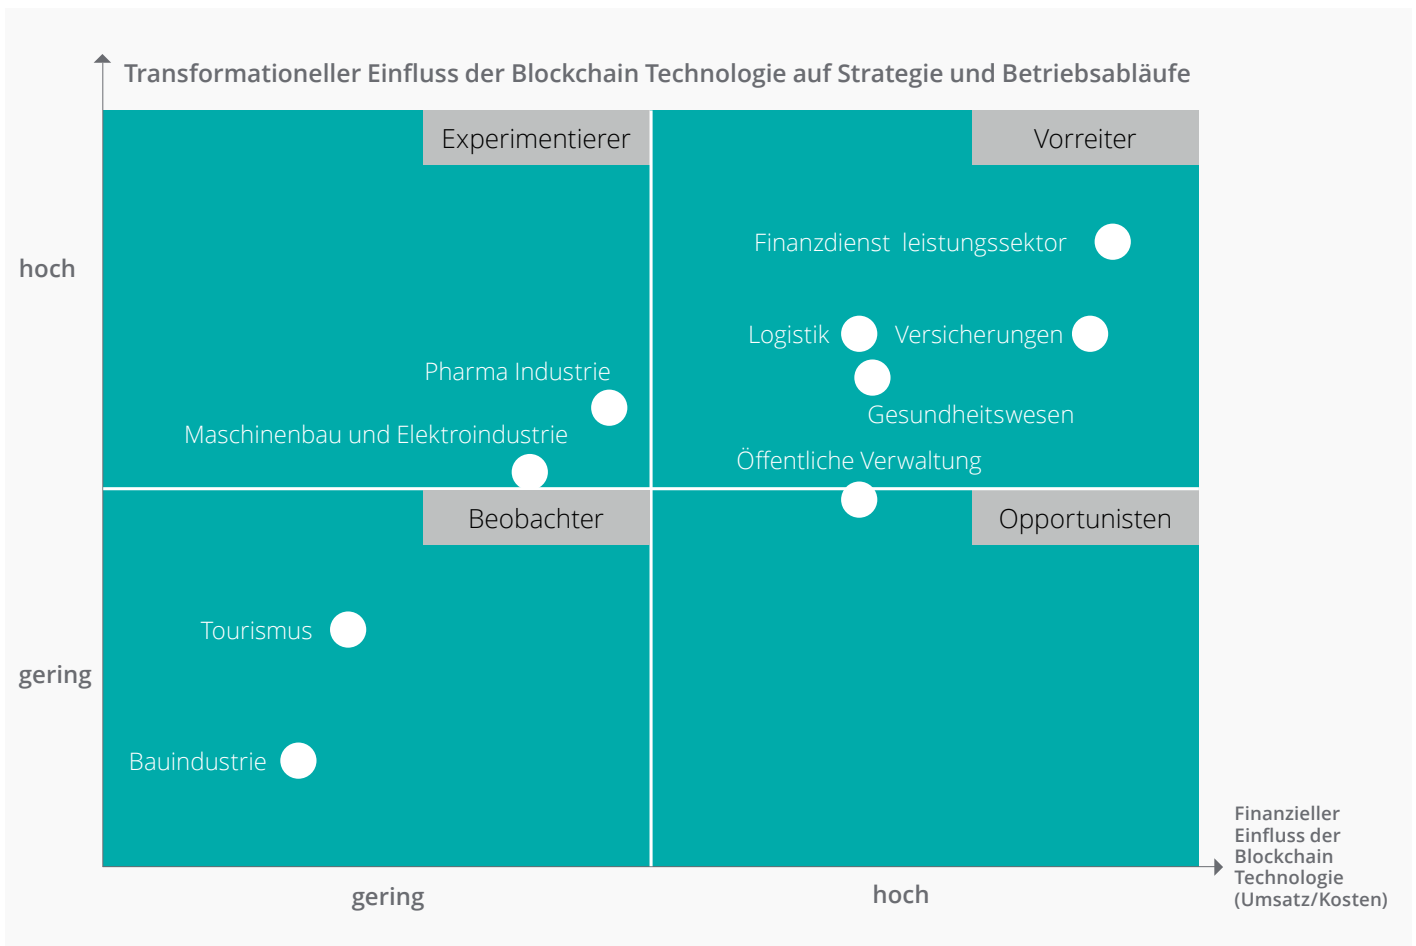 Transformationeller Einfluss der Blockchain Technologie auf Strategie und Betriebsabläufe
Experimentierer
Vorreiter
hoch
Finanzdienst leistungssektor
Logistik
Versicherungen
Pharma Industrie
Gesundheitswesen
Maschinenbau und Elektroindustrie
Öffentliche Verwaltung
Beobachter
Opportunisten
Tourismus
gering
Bauindustrie
Finanzieller
Einfluss der
Blockchain
Technologie
(Umsatz/Kosten)
gering
hoch